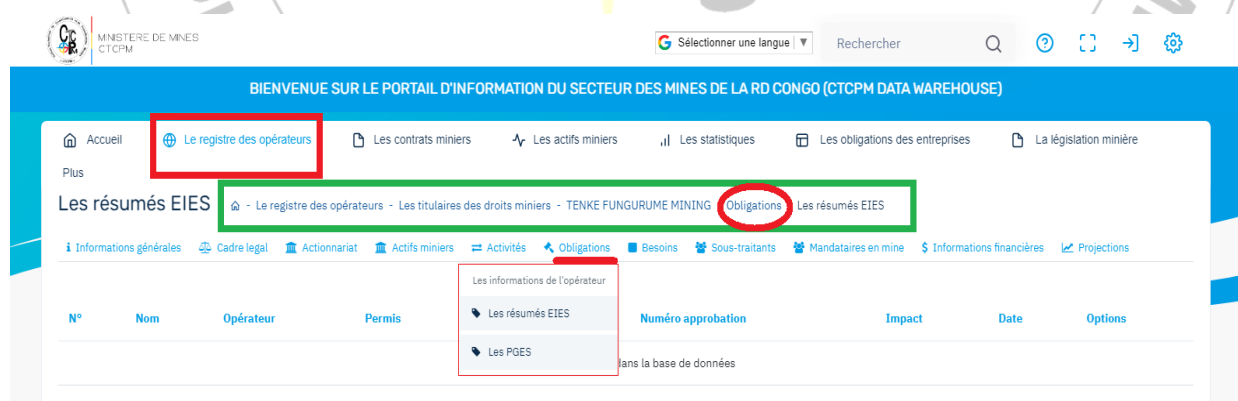 MINISTERE DE MINES
CTCPM
Sélectionner une langue
Rechercher
BIENVENUE SUR LE PORTAIL D'INFORMATION DU SECTEUR DES MINES DE LA RD CONGO (CTCPM DATA WAREHOUSE)
Accueil Le registre des opérateurs Les contrats miniers Les actifs miniers Les statistiques Les obligations des entreprises La législation minière
Plus
Les résumés EIES - Le registre des opérateurs - Les titulaires des droits miniers - TENKE FUNGURUME MINING Obligations Les résumés EIES
Informations générales Cadre legal Actionnariat Actifs miniers Activités Obligations Besoins Sous-traitants Mandataires en mine $ Informations financières Projections
Les informations de l'opérateur
Les résumés EIES
Les PGES
N° Nom Opérateur Permis Numéro approbation Impact Date Options
dans la base de données